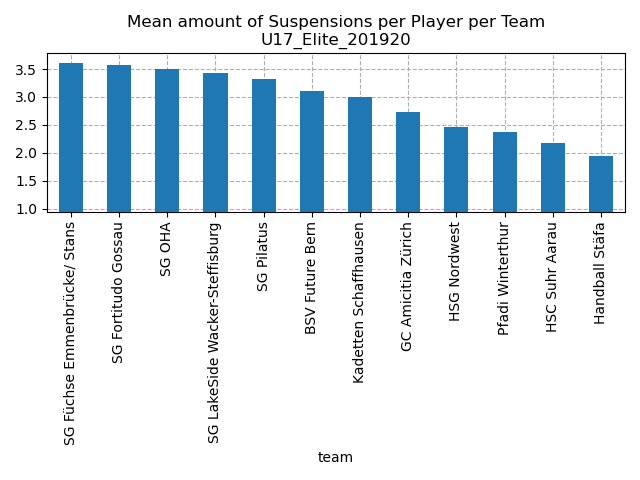 Mean amount of Suspensions per Player per Team
U17_Elite_201920
3.5
3.0
2.5
2.0
1.5
1.0
SG Füchse Emmenbrücke/ Stans
SG Fortitudo Gossau
SG OHA
SG LakeSide Wacker-Steffisburg
SG Pilatus
BSV Future Bern
Kadetten Schaffhausen
GC Amicitia Zürich
HSG Nordwest
Pfadi Winterthur
HSC Suhr Aarau
Handball Stäfa
team